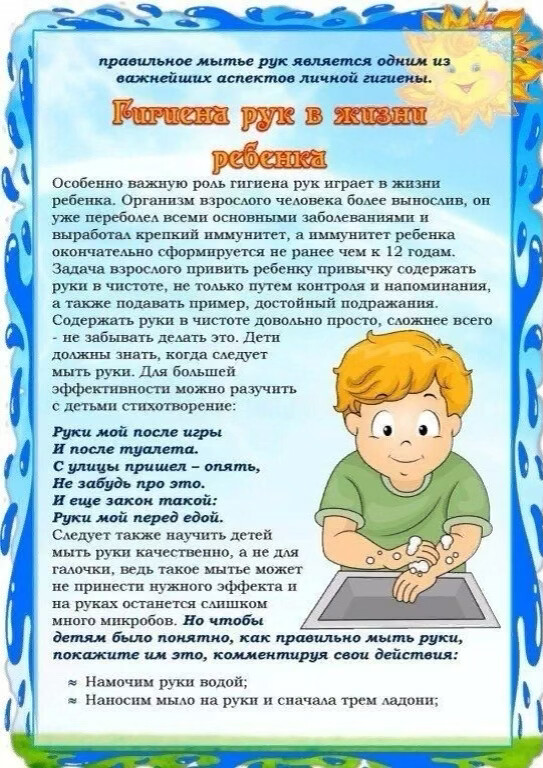 правильное мытье рук является одним из
важнейших аспектов личной гигиены.
Гигиена рук в жизни
ребенка
Особенно важную роль гигиена рук играет в жизни
ребенка. Организм взрослого человека более вынослив, он
уже переболел всеми основными заболеваниями и
выработал крепкий иммунитет, а иммунитет ребенка
окончательно сформируется не ранее чем к 12 годам.
Задача взрослого привить ребенку привычку содержать
руки в чистоте, не только путем контроля и напоминания,
а также подавать пример, достойный подражания.
Содержать руки в чистоте довольно просто, сложнее всего
- не забывать делать это. Дети
должны знать, когда следует
мыть руки. Для большей
эффективности можно разучить
с детьми стихотворение:
Руки мой после игры
И после туалета.
С улицы пришел – опять,
Не забудь про это.
И еще закон такой:
Руки мой перед едой.
Следует также научить детей
мыть руки качественно, а не для
галочки, ведь такое мытье может
не принести нужного эффекта и
на руках останется слишком
много микробов. Но чтобы
детям было понятно, как правильно мыть руки,
покажите им это, комментируя свои действия:
≈ Намочим руки водой;
≈ Наносим мыло на руки и сначала трем ладони;